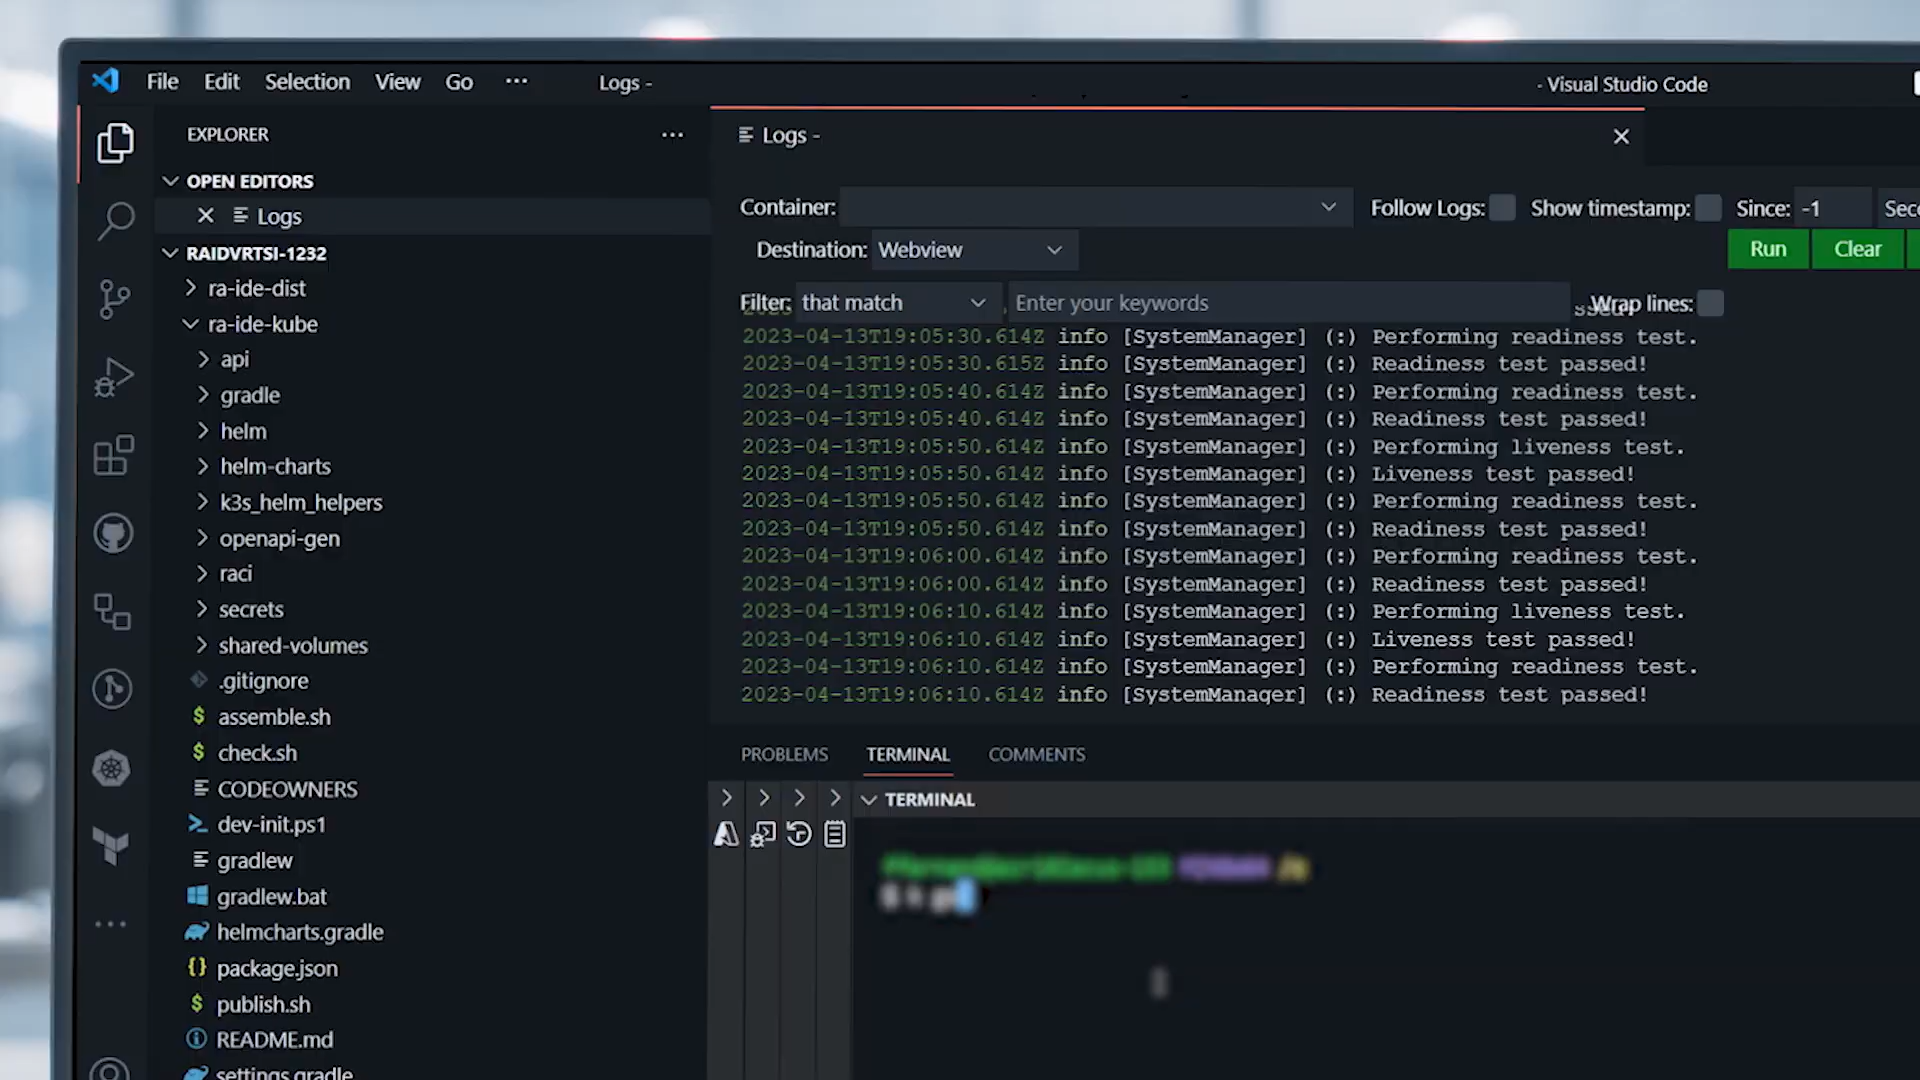 File Edit Selection View Go ··· Logs - - Visual Studio Code
EXPLORER ···
OPEN EDITORS
Logs
RAIDVRTSI-1232
ra-ide-dist
ra-ide-kube
api
gradle
helm
helm-charts
k3s_helm_helpers
openapi-gen
raci
secrets
shared-volumes
.gitignore
$ assemble.sh
$ check.sh
CODEOWNERS
dev-init.ps1
gradlew
gradlew.bat
helmcharts.gradle
{} package.json
$ publish.sh
README.md
settings.gradle
Logs -
Container: Follow Logs: Show timestamp: Since: -1
Destination: Webview Run Clear
Filter: that match Enter your keywords Wrap lines:
2023-04-13T19:05:30.614Z info [SystemManager] (:) Performing readiness test.
2023-04-13T19:05:30.615Z info [SystemManager] (:) Readiness test passed!
2023-04-13T19:05:40.614Z info [SystemManager] (:) Performing readiness test.
2023-04-13T19:05:40.614Z info [SystemManager] (:) Readiness test passed!
2023-04-13T19:05:50.614Z info [SystemManager] (:) Performing liveness test.
2023-04-13T19:05:50.614Z info [SystemManager] (:) Liveness test passed!
2023-04-13T19:05:50.614Z info [SystemManager] (:) Performing readiness test.
2023-04-13T19:05:50.614Z info [SystemManager] (:) Readiness test passed!
2023-04-13T19:06:00.614Z info [SystemManager] (:) Performing readiness test.
2023-04-13T19:06:00.614Z info [SystemManager] (:) Readiness test passed!
2023-04-13T19:06:10.614Z info [SystemManager] (:) Performing liveness test.
2023-04-13T19:06:10.614Z info [SystemManager] (:) Liveness test passed!
2023-04-13T19:06:10.614Z info [SystemManager] (:) Performing readiness test.
2023-04-13T19:06:10.614Z info [SystemManager] (:) Readiness test passed!
PROBLEMS TERMINAL COMMENTS
TERMINAL